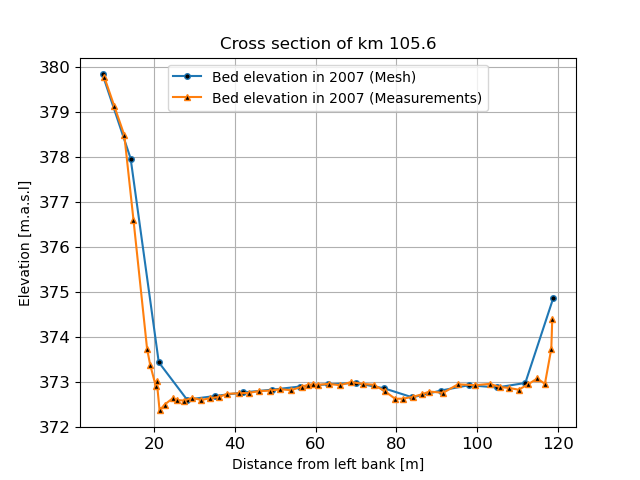 Cross section of km 105.6
Bed elevation in 2007 (Mesh)
Bed elevation in 2007 (Measurements)
Elevation [m.a.s.l]
380
379
378
377
376
375
374
373
372
20 40 60 80 100 120
Distance from left bank [m]